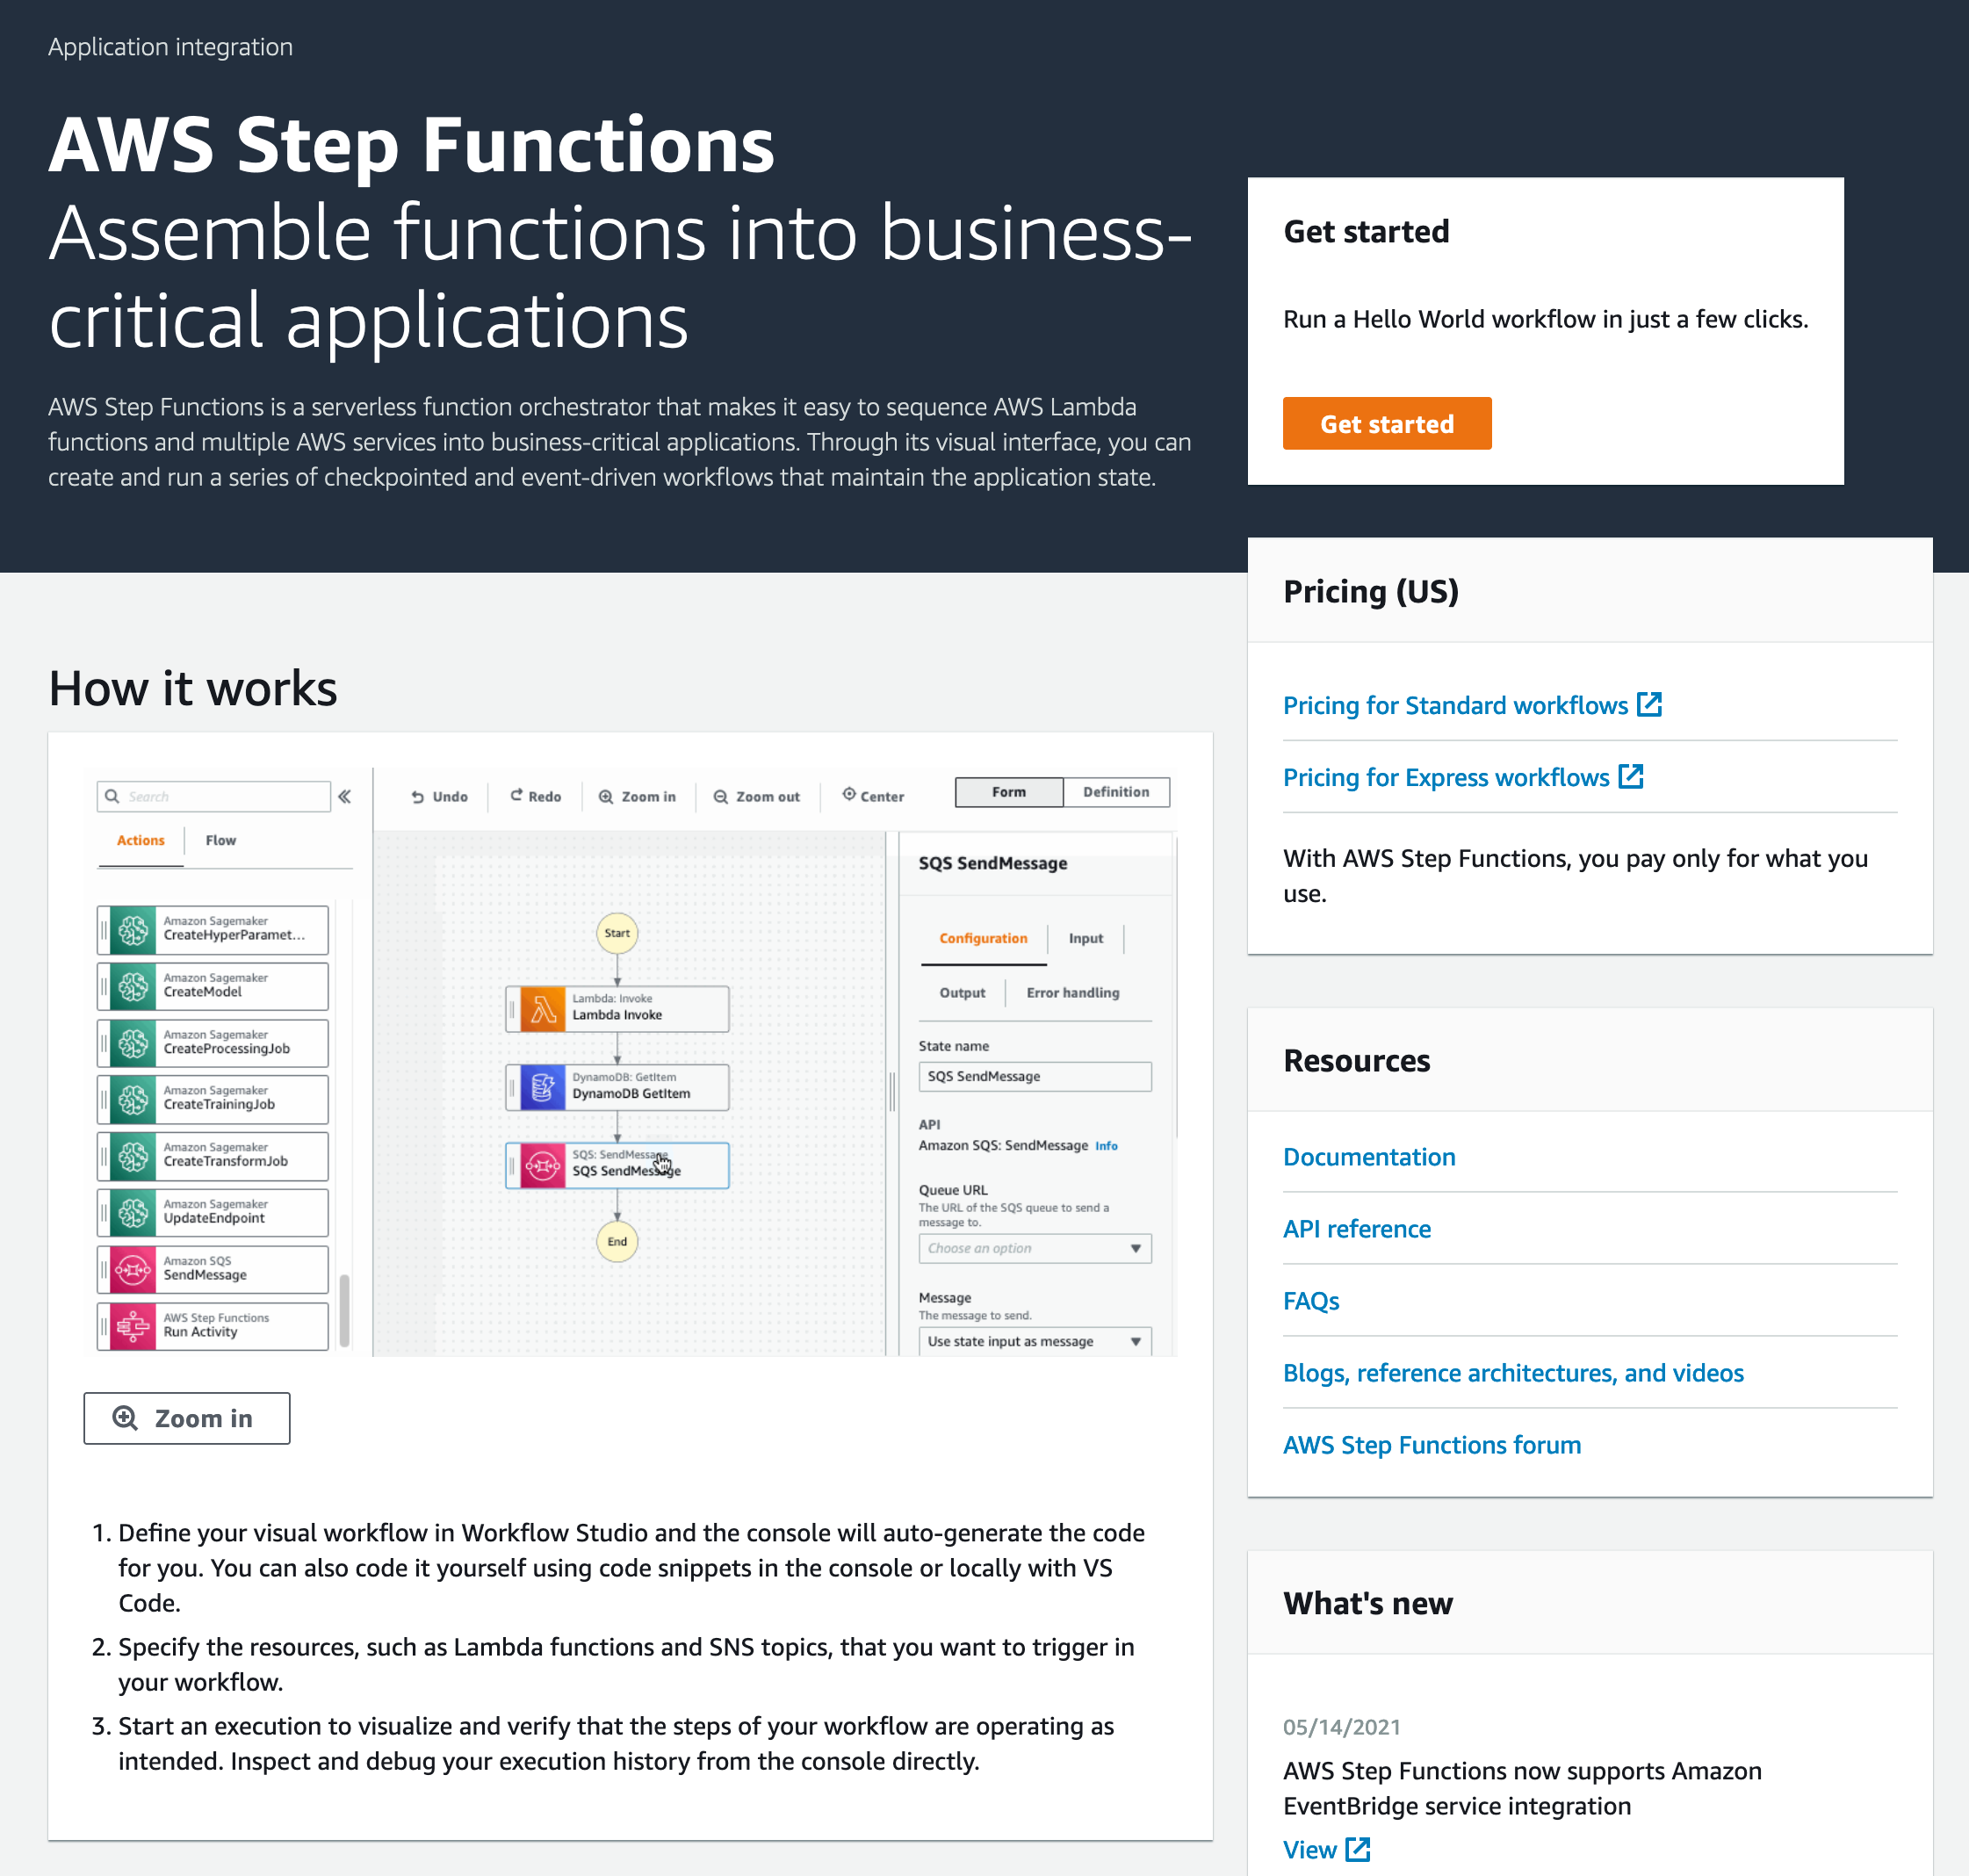 Application integration
AWS Step Functions
Assemble functions into business-
critical applications
AWS Step Functions is a serverless function orchestrator that makes it easy to sequence AWS Lambda
functions and multiple AWS services into business-critical applications. Through its visual interface, you can
create and run a series of checkpointed and event-driven workflows that maintain the application state.
Get started
Run a Hello World workflow in just a few clicks.
Get started
How it works
Search
Actions
Flow
Amazon Sagemaker
CreateHyperParamet...
Amazon Sagemaker
CreateModel
Amazon Sagemaker
CreateProcessingJob
Amazon Sagemaker
CreateTrainingJob
Amazon Sagemaker
CreateTransformJob
Amazon Sagemaker
UpdateEndpoint
Amazon SQS
SendMessage
AWS Step Functions
Run Activity
Undo
Redo
Zoom in
Zoom out
Center
Form
Definition
Start
Lambda: Invoke
Lambda Invoke
DynamoDB: GetItem
DynamoDB GetItem
SQS: SendMessage
SQS SendMessage
End
SQS SendMessage
Configuration
Input
Output
Error handling
State name
SQS SendMessage
API
Amazon SQS: SendMessage Info
Queue URL
The URL of the SQS queue to send a
message to.
Choose an option
Message
The message to send.
Use state input as message
Zoom in
1. Define your visual workflow in Workflow Studio and the console will auto-generate the code
for you. You can also code it yourself using code snippets in the console or locally with VS
Code.
2. Specify the resources, such as Lambda functions and SNS topics, that you want to trigger in
your workflow.
3. Start an execution to visualize and verify that the steps of your workflow are operating as
intended. Inspect and debug your execution history from the console directly.
Pricing (US)
Pricing for Standard workflows
Pricing for Express workflows
With AWS Step Functions, you pay only for what you
use.
Resources
Documentation
API reference
FAQs
Blogs, reference architectures, and videos
AWS Step Functions forum
What's new
05/14/2021
AWS Step Functions now supports Amazon
EventBridge service integration
View